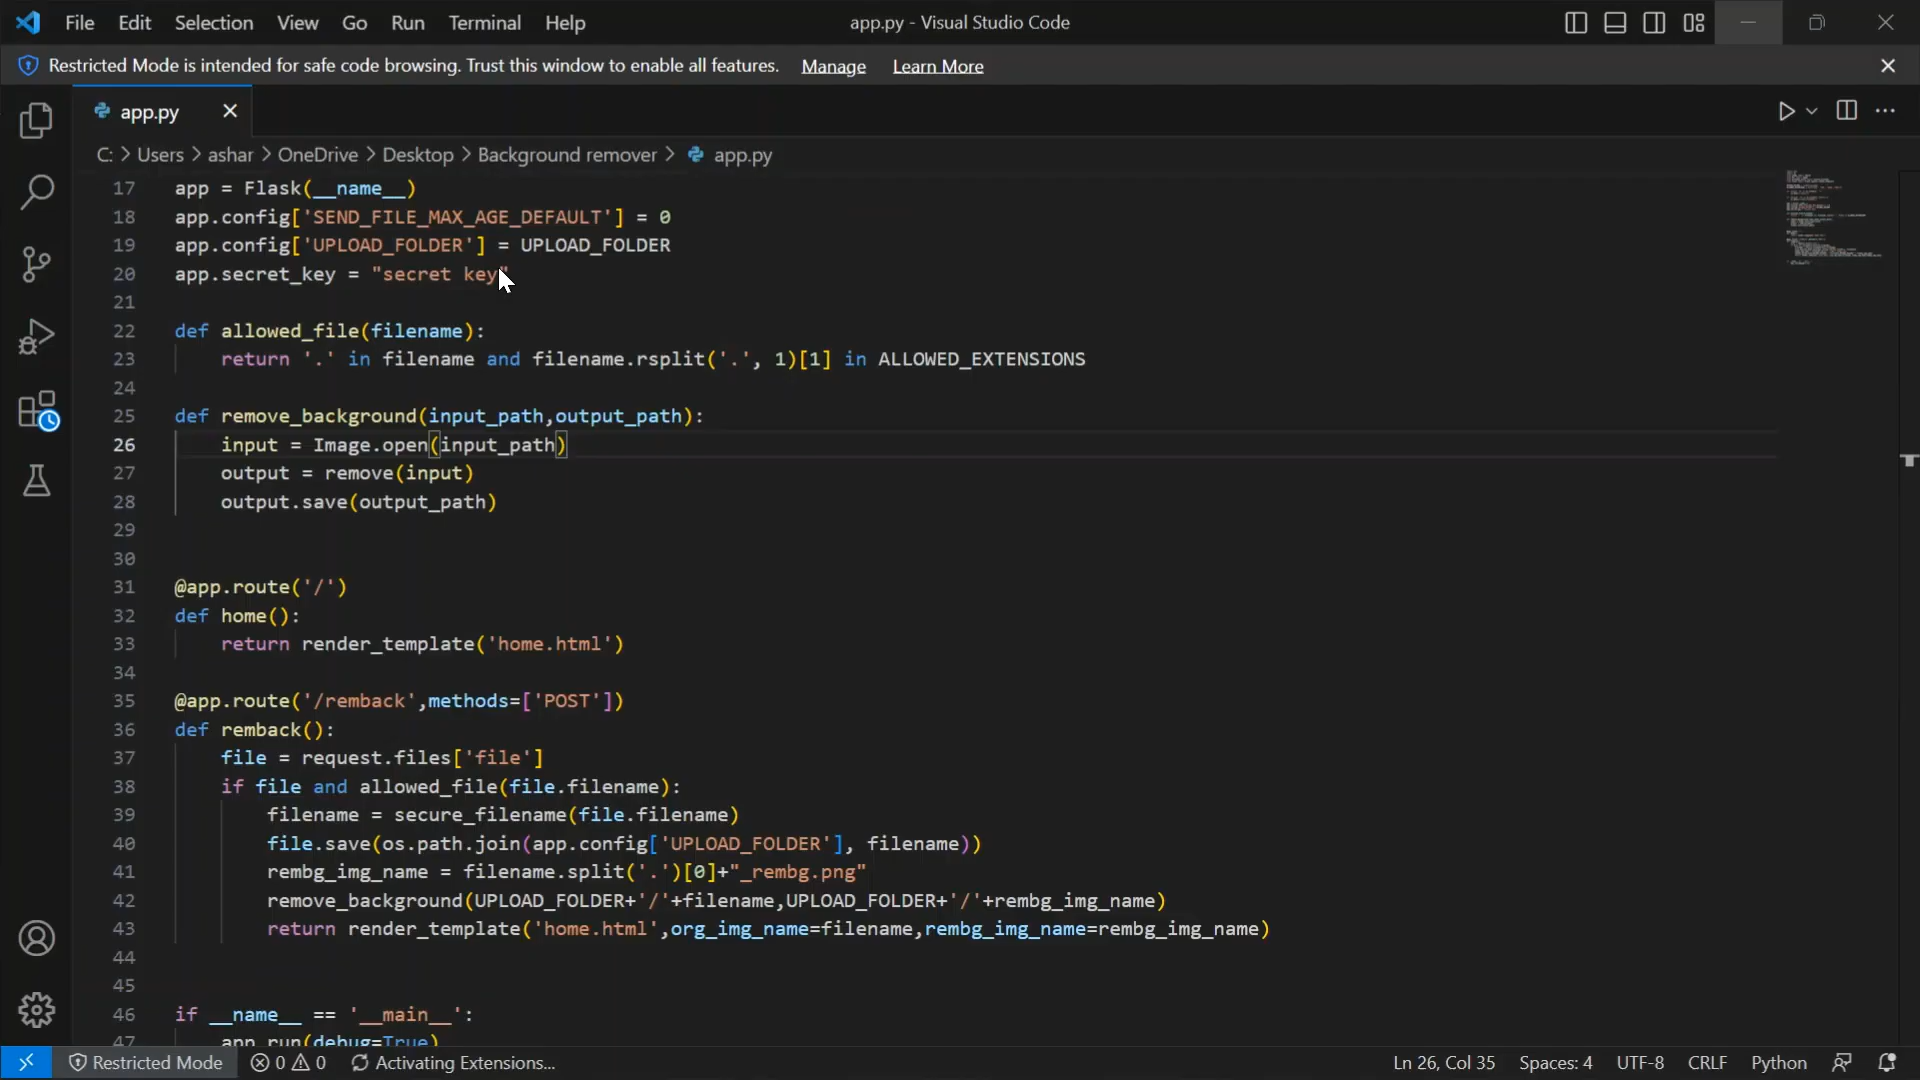 File Edit Selection View Go Run Terminal Help app.py - Visual Studio Code
Restricted Mode is intended for safe code browsing. Trust this window to enable all features. Manage Learn More
app.py
C: > Users > ashar > OneDrive > Desktop > Background remover > app.py
17 app = Flask(__name__)
18 app.config['SEND_FILE_MAX_AGE_DEFAULT'] = 0
19 app.config['UPLOAD_FOLDER'] = UPLOAD_FOLDER
20 app.secret_key = "secret key"
21
22 def allowed_file(filename):
23     return '.' in filename and filename.rsplit('.', 1)[1] in ALLOWED_EXTENSIONS
24
25 def remove_background(input_path,output_path):
26     input = Image.open(input_path)
27     output = remove(input)
28     output.save(output_path)
29
30
31 @app.route('/')
32 def home():
33     return render_template('home.html')
34
35 @app.route('/remback',methods=['POST'])
36 def remback():
37     file = request.files['file']
38     if file and allowed_file(file.filename):
39         filename = secure_filename(file.filename)
40         file.save(os.path.join(app.config['UPLOAD_FOLDER'], filename))
41         rembg_img_name = filename.split('.')[0]+"_rembg.png"
42         remove_background(UPLOAD_FOLDER+'/'+filename,UPLOAD_FOLDER+'/'+rembg_img_name)
43         return render_template('home.html',org_img_name=filename,rembg_img_name=rembg_img_name)
44
45
46 if __name__ == '__main__':
47     app.run(debug=True)
Restricted Mode 0 0 Activating Extensions... Ln 26, Col 35 Spaces: 4 UTF-8 CRLF Python